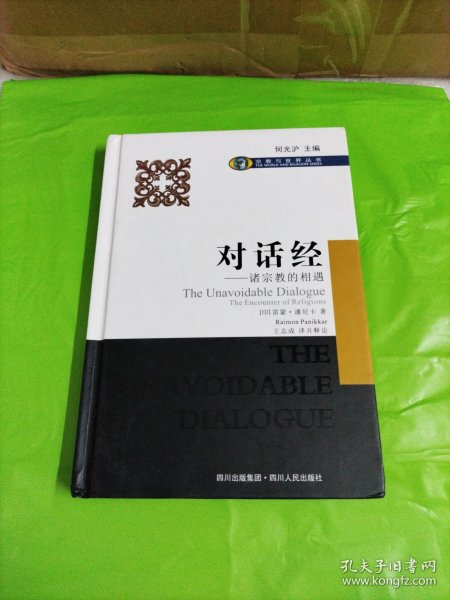 何光沪 主编
宗教与世界丛书
THE WORLD AND RELIGION SERIES
对话经
——诸宗教的相遇
The Unavoidable Dialogue
The Encounter of Religions
[印]雷蒙·潘尼卡 著
Raimon Panikkar
王志成 译并释论
THE
UNAVOIDABLE
DIALOGUE
四川出版集团·四川人民出版社
孔夫子旧书网
www.kongfz.com